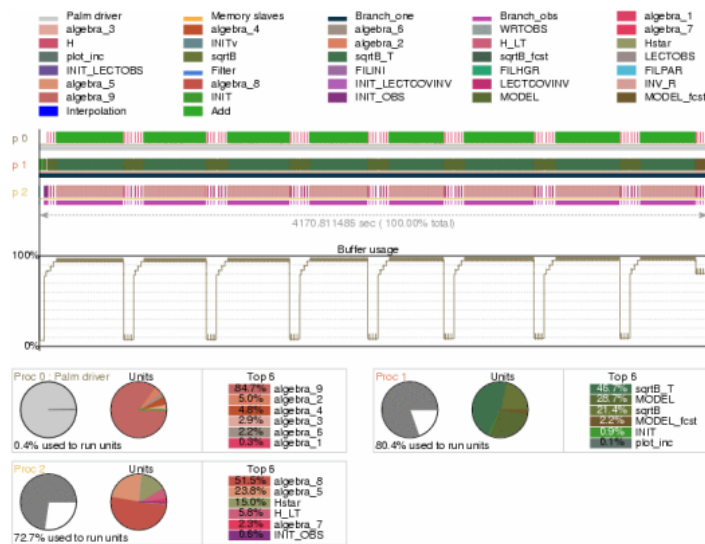 Palm driver Memory slaves Branch_one Branch_obs algebra_1
algebra_3 algebra_4 algebra_6 WRTOBS algebra_7
H INITv algebra_2 H_LT Hstar
plot_inc sqrtB sqrtB_T sqrtB_fcst LECTOBS
INIT_LECTOBS Filter FILINI FILHGR FILPAR
algebra_5 algebra_8 INIT_LECTCOVINV LECTCOVINV INV_R
algebra_9 INIT INIT_OBS MODEL MODEL_fcst
Interpolation Add
p 0
p 1
p 2
4170.811485 sec ( 100.00% total)
Buffer usage
100%
0%
Proc 0 : Palm driver Units Top 6
84.7% algebra_9
5.0% algebra_2
4.8% algebra_4
2.9% algebra_3
2.2% algebra_6
0.3% algebra_1
0.4% used to run units
Proc 1 Units Top 6
46.7% sqrtB_T
28.7% MODEL
21.4% sqrtB
2.2% MODEL_fcst
0.9% INIT
0.1% plot_inc
80.4% used to run units
Proc 2 Units Top 6
51.5% algebra_8
23.8% algebra_5
15.0% Hstar
5.8% H_LT
2.3% algebra_7
0.6% INIT_OBS
72.7% used to run units